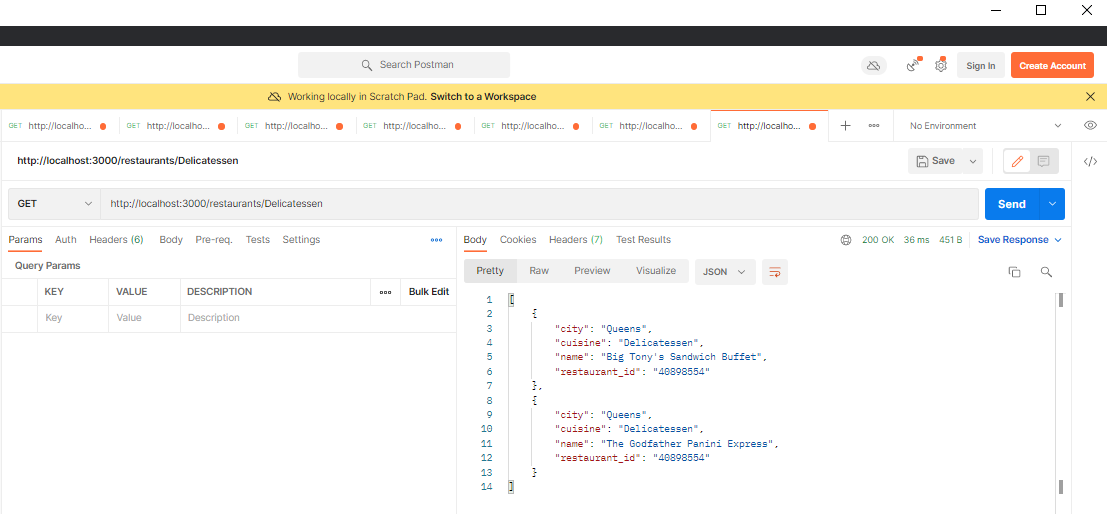 Search Postman
Sign In
Create Account
Working locally in Scratch Pad. Switch to a Workspace
GET http://localho... GET http://localho... GET http://localho... GET http://localho... GET http://localho... GET http://localho... GET http://localho... No Environment
http://localhost:3000/restaurants/Delicatessen Save
GET http://localhost:3000/restaurants/Delicatessen Send
Params Auth Headers (6) Body Pre-req. Tests Settings
Query Params
KEY VALUE DESCRIPTION Bulk Edit
Key Value Description
Body Cookies Headers (7) Test Results 200 OK 36 ms 451 B Save Response
Pretty Raw Preview Visualize JSON
1 [
2 {
3 "city": "Queens",
4 "cuisine": "Delicatessen",
5 "name": "Big Tony's Sandwich Buffet",
6 "restaurant_id": "40898554"
7 },
8 {
9 "city": "Queens",
10 "cuisine": "Delicatessen",
11 "name": "The Godfather Panini Express",
12 "restaurant_id": "40898554"
13 }
14 ]